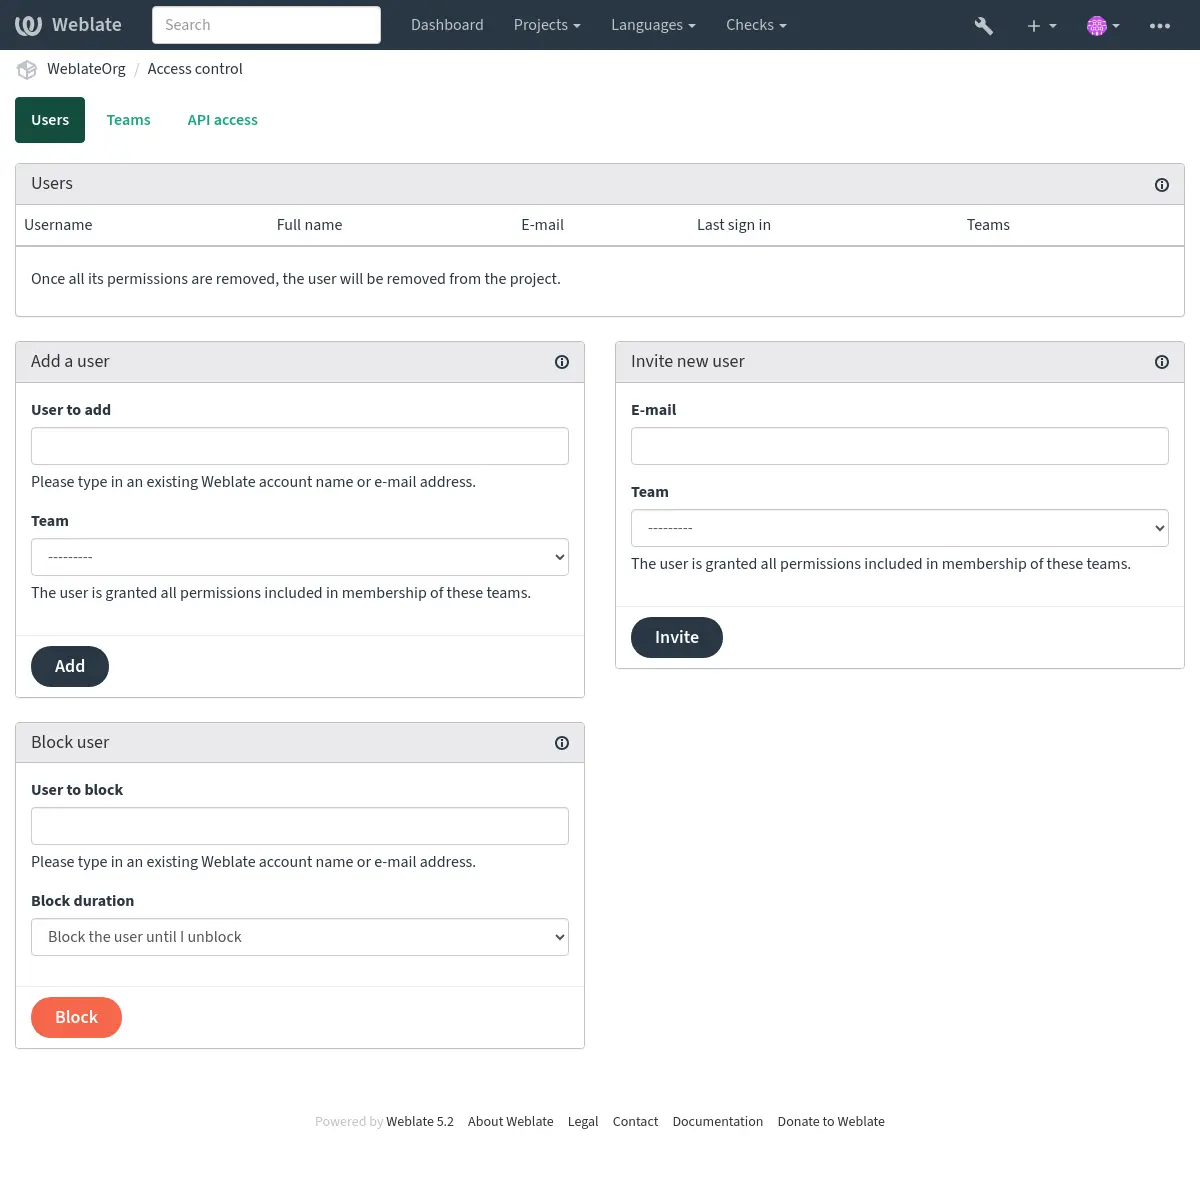 Weblate
Search
Dashboard
Projects
Languages
Checks
WeblateOrg / Access control
Users
Teams
API access
Users
Username
Full name
E-mail
Last sign in
Teams
Once all its permissions are removed, the user will be removed from the project.
Add a user
User to add
Please type in an existing Weblate account name or e-mail address.
Team
---------
The user is granted all permissions included in membership of these teams.
Add
Invite new user
E-mail
Team
---------
The user is granted all permissions included in membership of these teams.
Invite
Block user
User to block
Please type in an existing Weblate account name or e-mail address.
Block duration
Block the user until I unblock
Block
Powered by Weblate 5.2 About Weblate Legal Contact Documentation Donate to Weblate